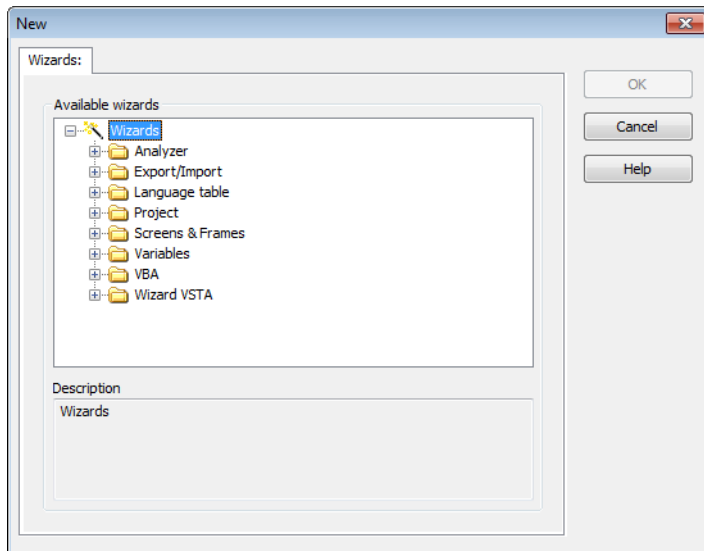 New
Wizards:
OK
Available wizards
Wizards
Cancel
Analyzer
Export/Import
Help
Language table
Project
Screens & Frames
Variables
VBA
Wizard VSTA
Description
Wizards